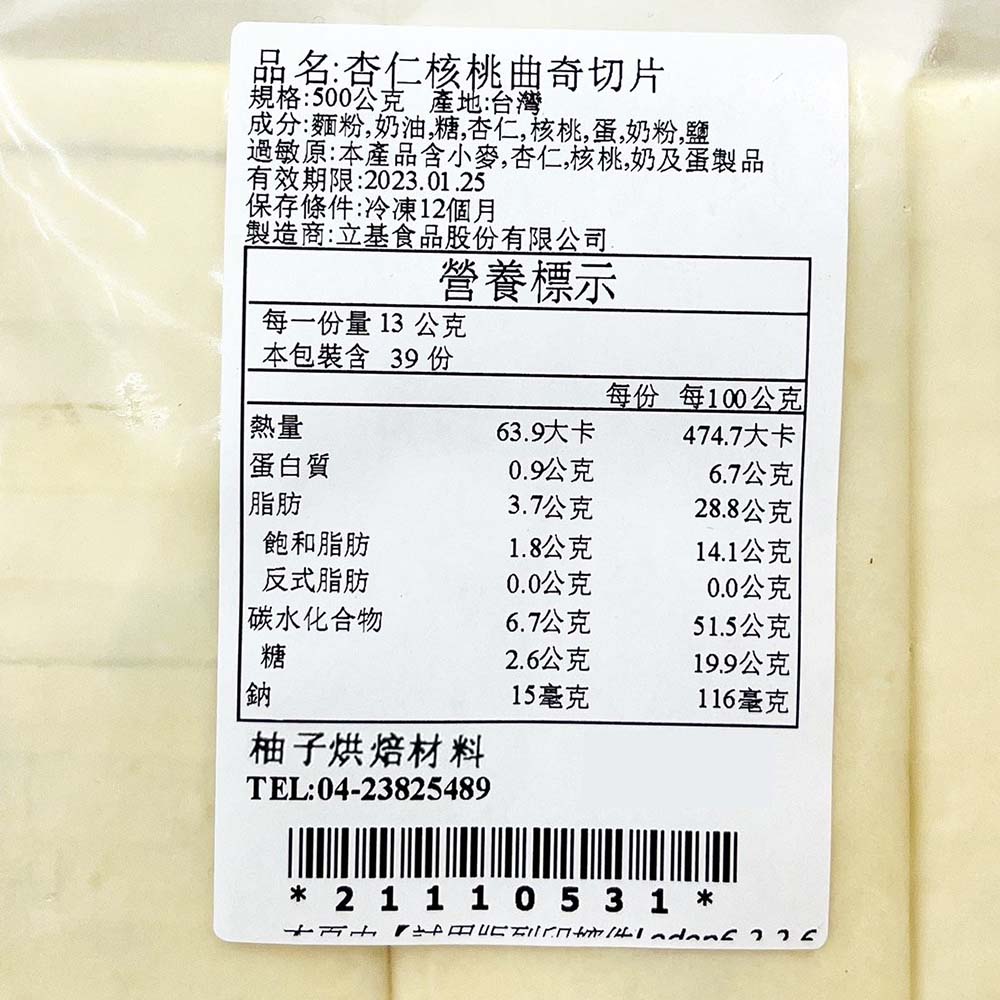 品名:杏仁核桃曲奇切片
規格:500公克 產地:台灣
成分:麵粉,奶油,糖,杏仁,核桃,蛋,奶粉,鹽
過敏原:本產品含小麥,杏仁,核桃,奶及蛋製品
有效期限:2023.01.25
保存條件:冷凍12個月
製造商:立基食品股份有限公司
營養標示
每一份量 13 公克
本包裝含 39 份
每份 每100公克
熱量 63.9大卡 474.7大卡
蛋白質 0.9公克 6.7公克
脂肪 3.7公克 28.8公克
飽和脂肪 1.8公克 14.1公克
反式脂肪 0.0公克 0.0公克
碳水化合物 6.7公克 51.5公克
糖 2.6公克 19.9公克
鈉 15毫克 116毫克
柚子烘焙材料
TEL:04-23825489
*21110531*